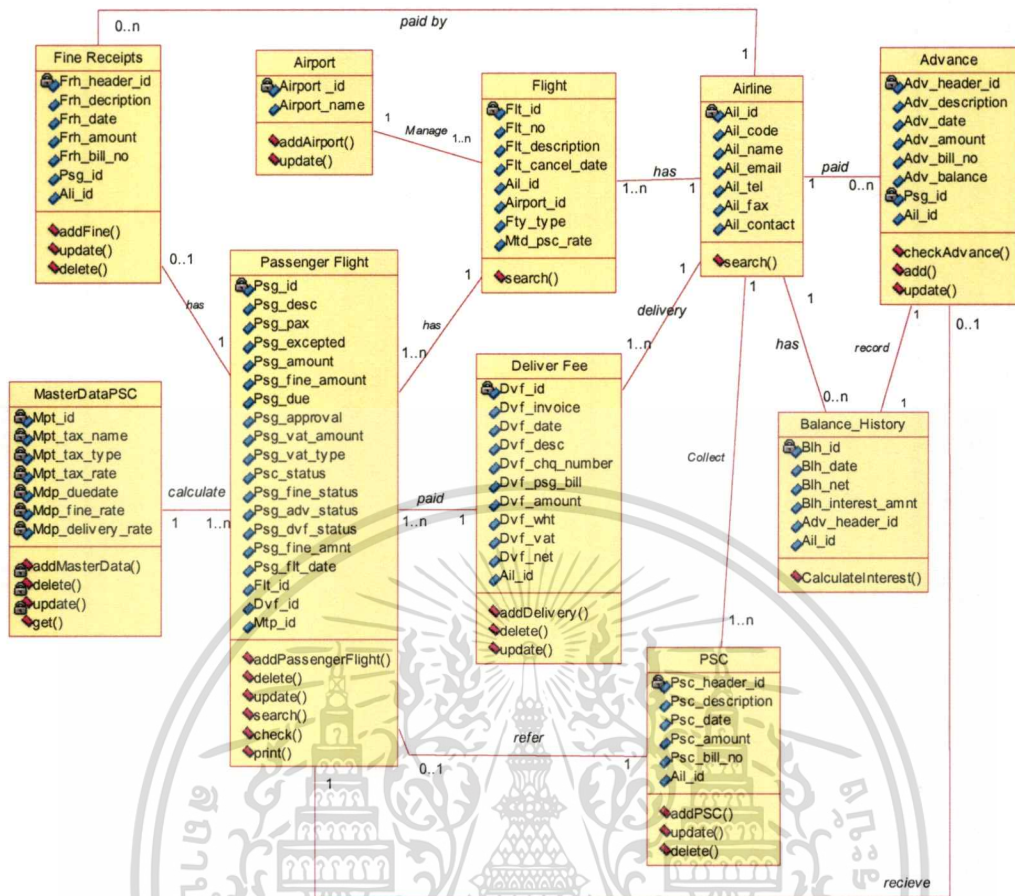 0..n
paid by
1
Fine Receipts
Frh_header_id
Frh_decription
Frh_date
Frh_amount
Frh_bill_no
Psg_id
Ali_id
addFine()
update()
delete()
0..1
has
1
Airport
Airport _id
Airport_name
addAirport()
update()
1
Manage
1..n
Flight
Flt_id
Flt_no
Flt_description
Flt_cancel_date
Ail_id
Airport_id
Fty_type
Mtd_psc_rate
search()
has
1..n
1
Airline
Ail_id
Ail_code
Ail_name
Ail_email
Ail_tel
Ail_fax
Ail_contact
search()
paid
1
0..n
Advance
Adv_header_id
Adv_description
Adv_date
Adv_amount
Adv_bill_no
Adv_balance
Psg_id
Ail_id
checkAdvance()
add()
update()
1
0..1
Passenger Flight
Psg_id
Psg_desc
Psg_pax
Psg_excepted
Psg_amount
Psg_fine_amount
Psg_due
Psg_approval
Psg_vat_amount
Psg_vat_type
Psc_status
Psg_fine_status
Psg_adv_status
Psg_dvf_status
Psg_fine_amnt
Psg_flt_date
Flt_id
Dvf_id
Mtp_id
addPassengerFlight()
delete()
update()
search()
check()
print()
1
1
has
1..n
1
delivery
1..n
1
Collect
1..n
1
has
0..n
record
1
MasterDataPSC
Mpt_id
Mpt_tax_name
Mpt_tax_type
Mpt_tax_rate
Mdp_duedate
Mdp_fine_rate
Mdp_delivery_rate
addMasterData()
delete()
update()
get()
calculate
1
1..n
Deliver Fee
Dvf_id
Dvf_invoice
Dvf_date
Dvf_desc
Dvf_chq_number
Dvf_psg_bill
Dvf_amount
Dvf_wht
Dvf_vat
Dvf_net
Ail_id
addDelivery()
delete()
update()
paid
1..n
1
Balance_History
Blh_id
Blh_date
Blh_net
Blh_interest_amnt
Adv_header_id
Ail_id
CalculateInterest()
PSC
Psc_header_id
Psc_description
Psc_date
Psc_amount
Psc_bill_no
Ail_id
addPSC()
update()
delete()
refer
0..1
1
recieve